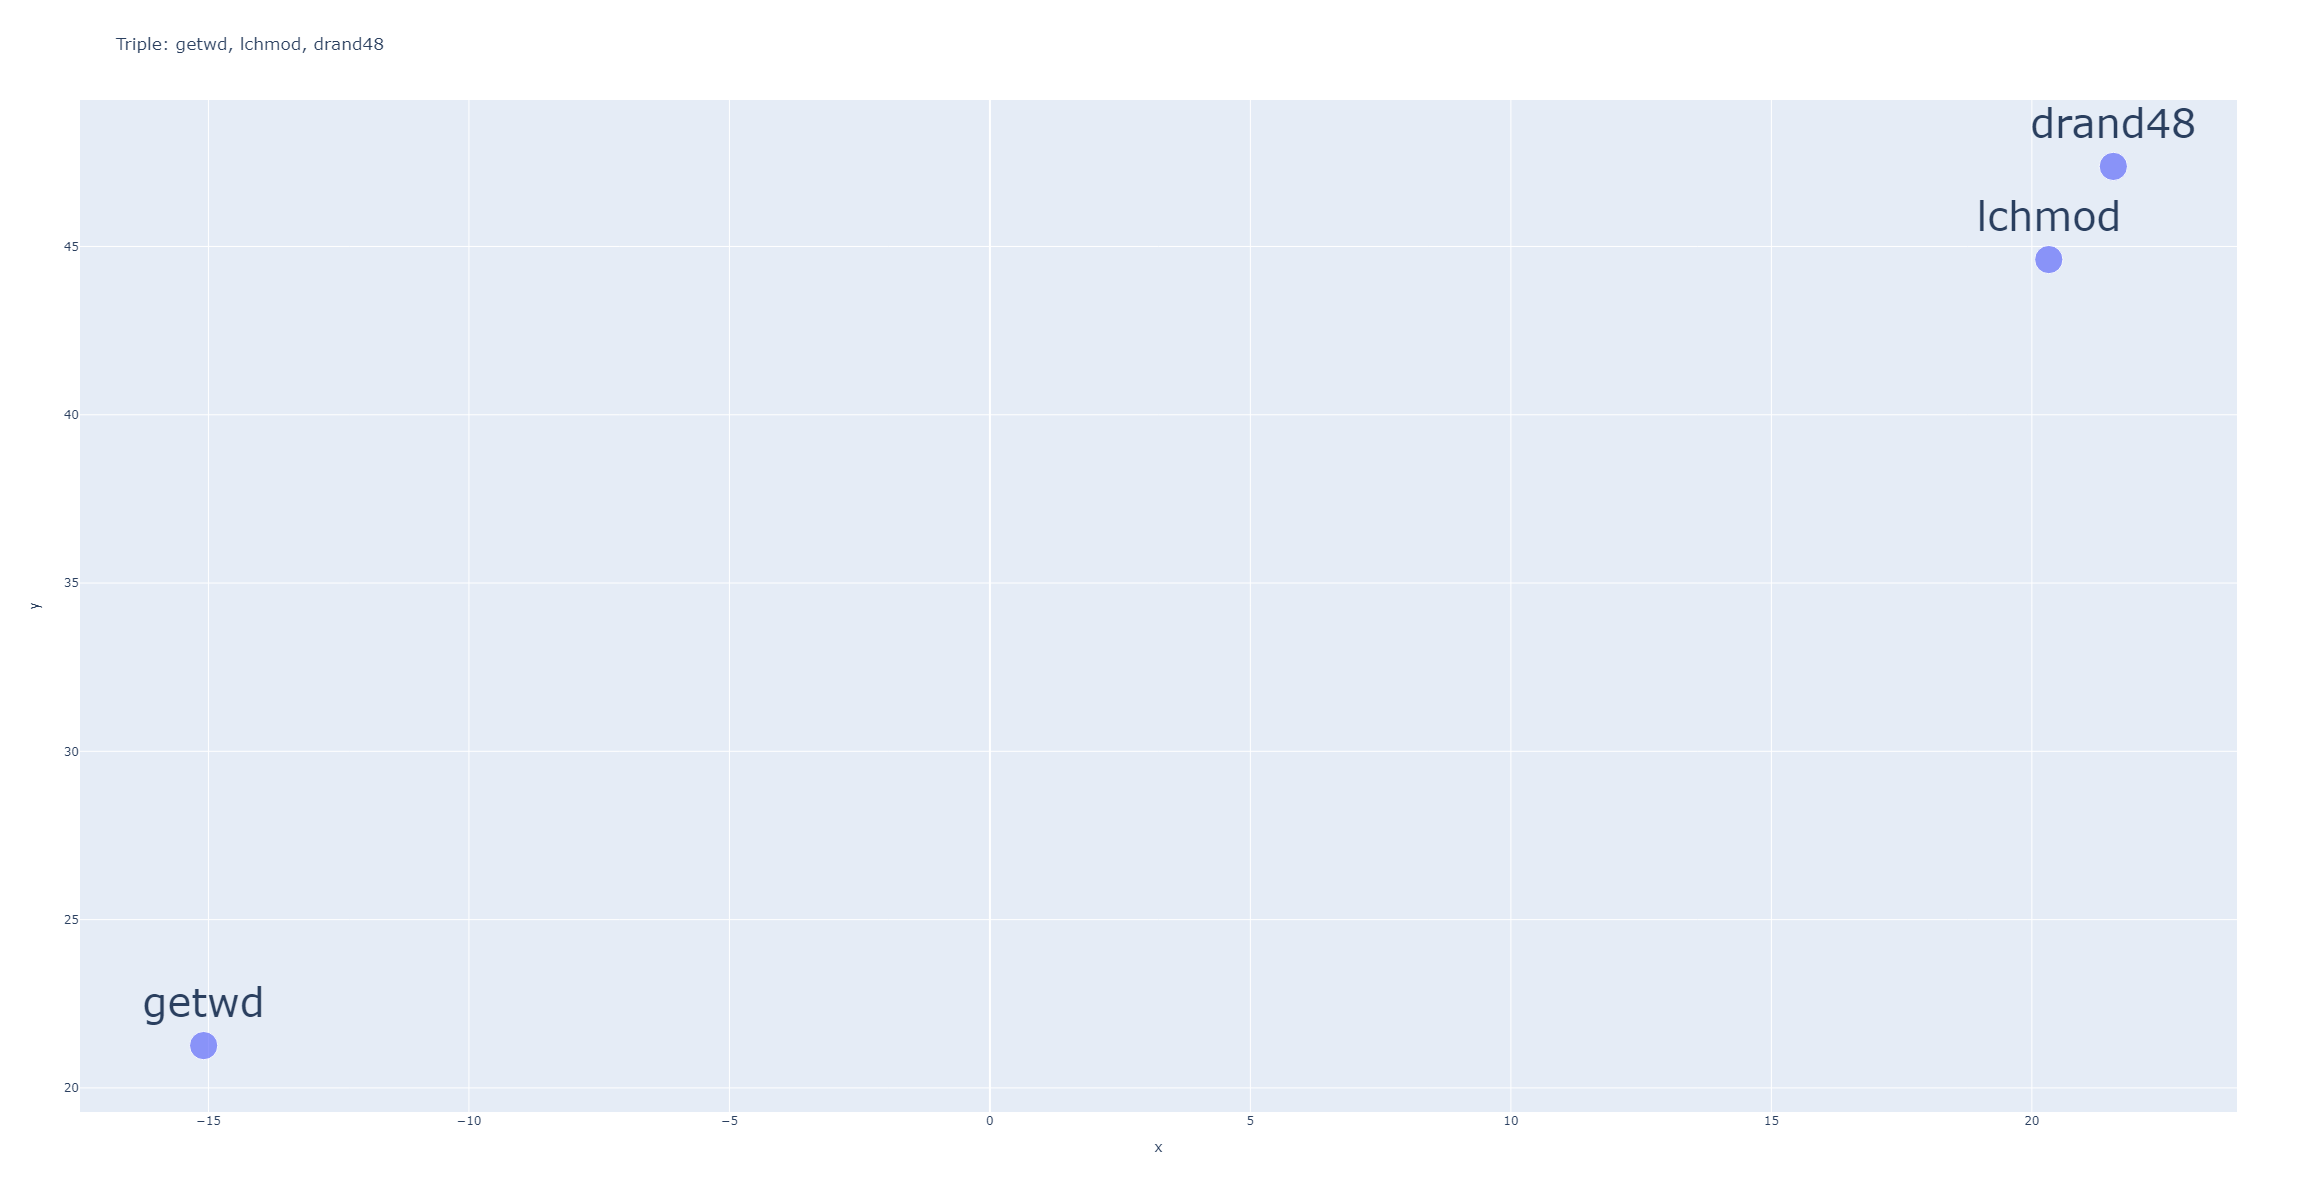 Triple: getwd, lchmod, drand48
drand48
lchmod
getwd
45
40
35
30
25
20
y
−15 −10 −5 0 5 10 15 20
x